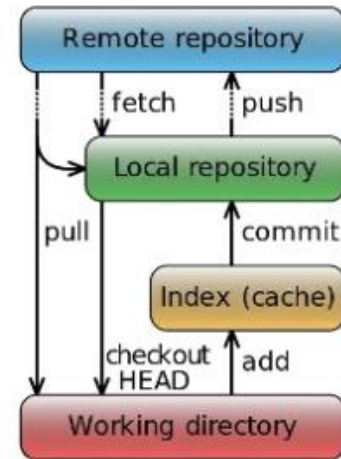 Remote repository
fetch
push
Local repository
pull
commit
Index (cache)
checkout
HEAD
add
Working directory